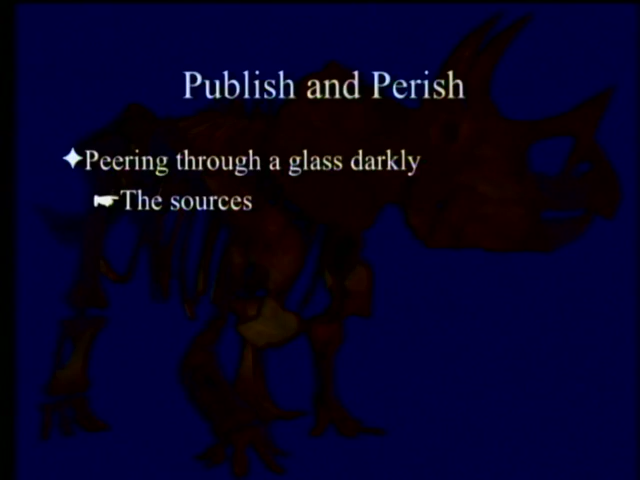 Publish and Perish
Peering through a glass darkly
The sources